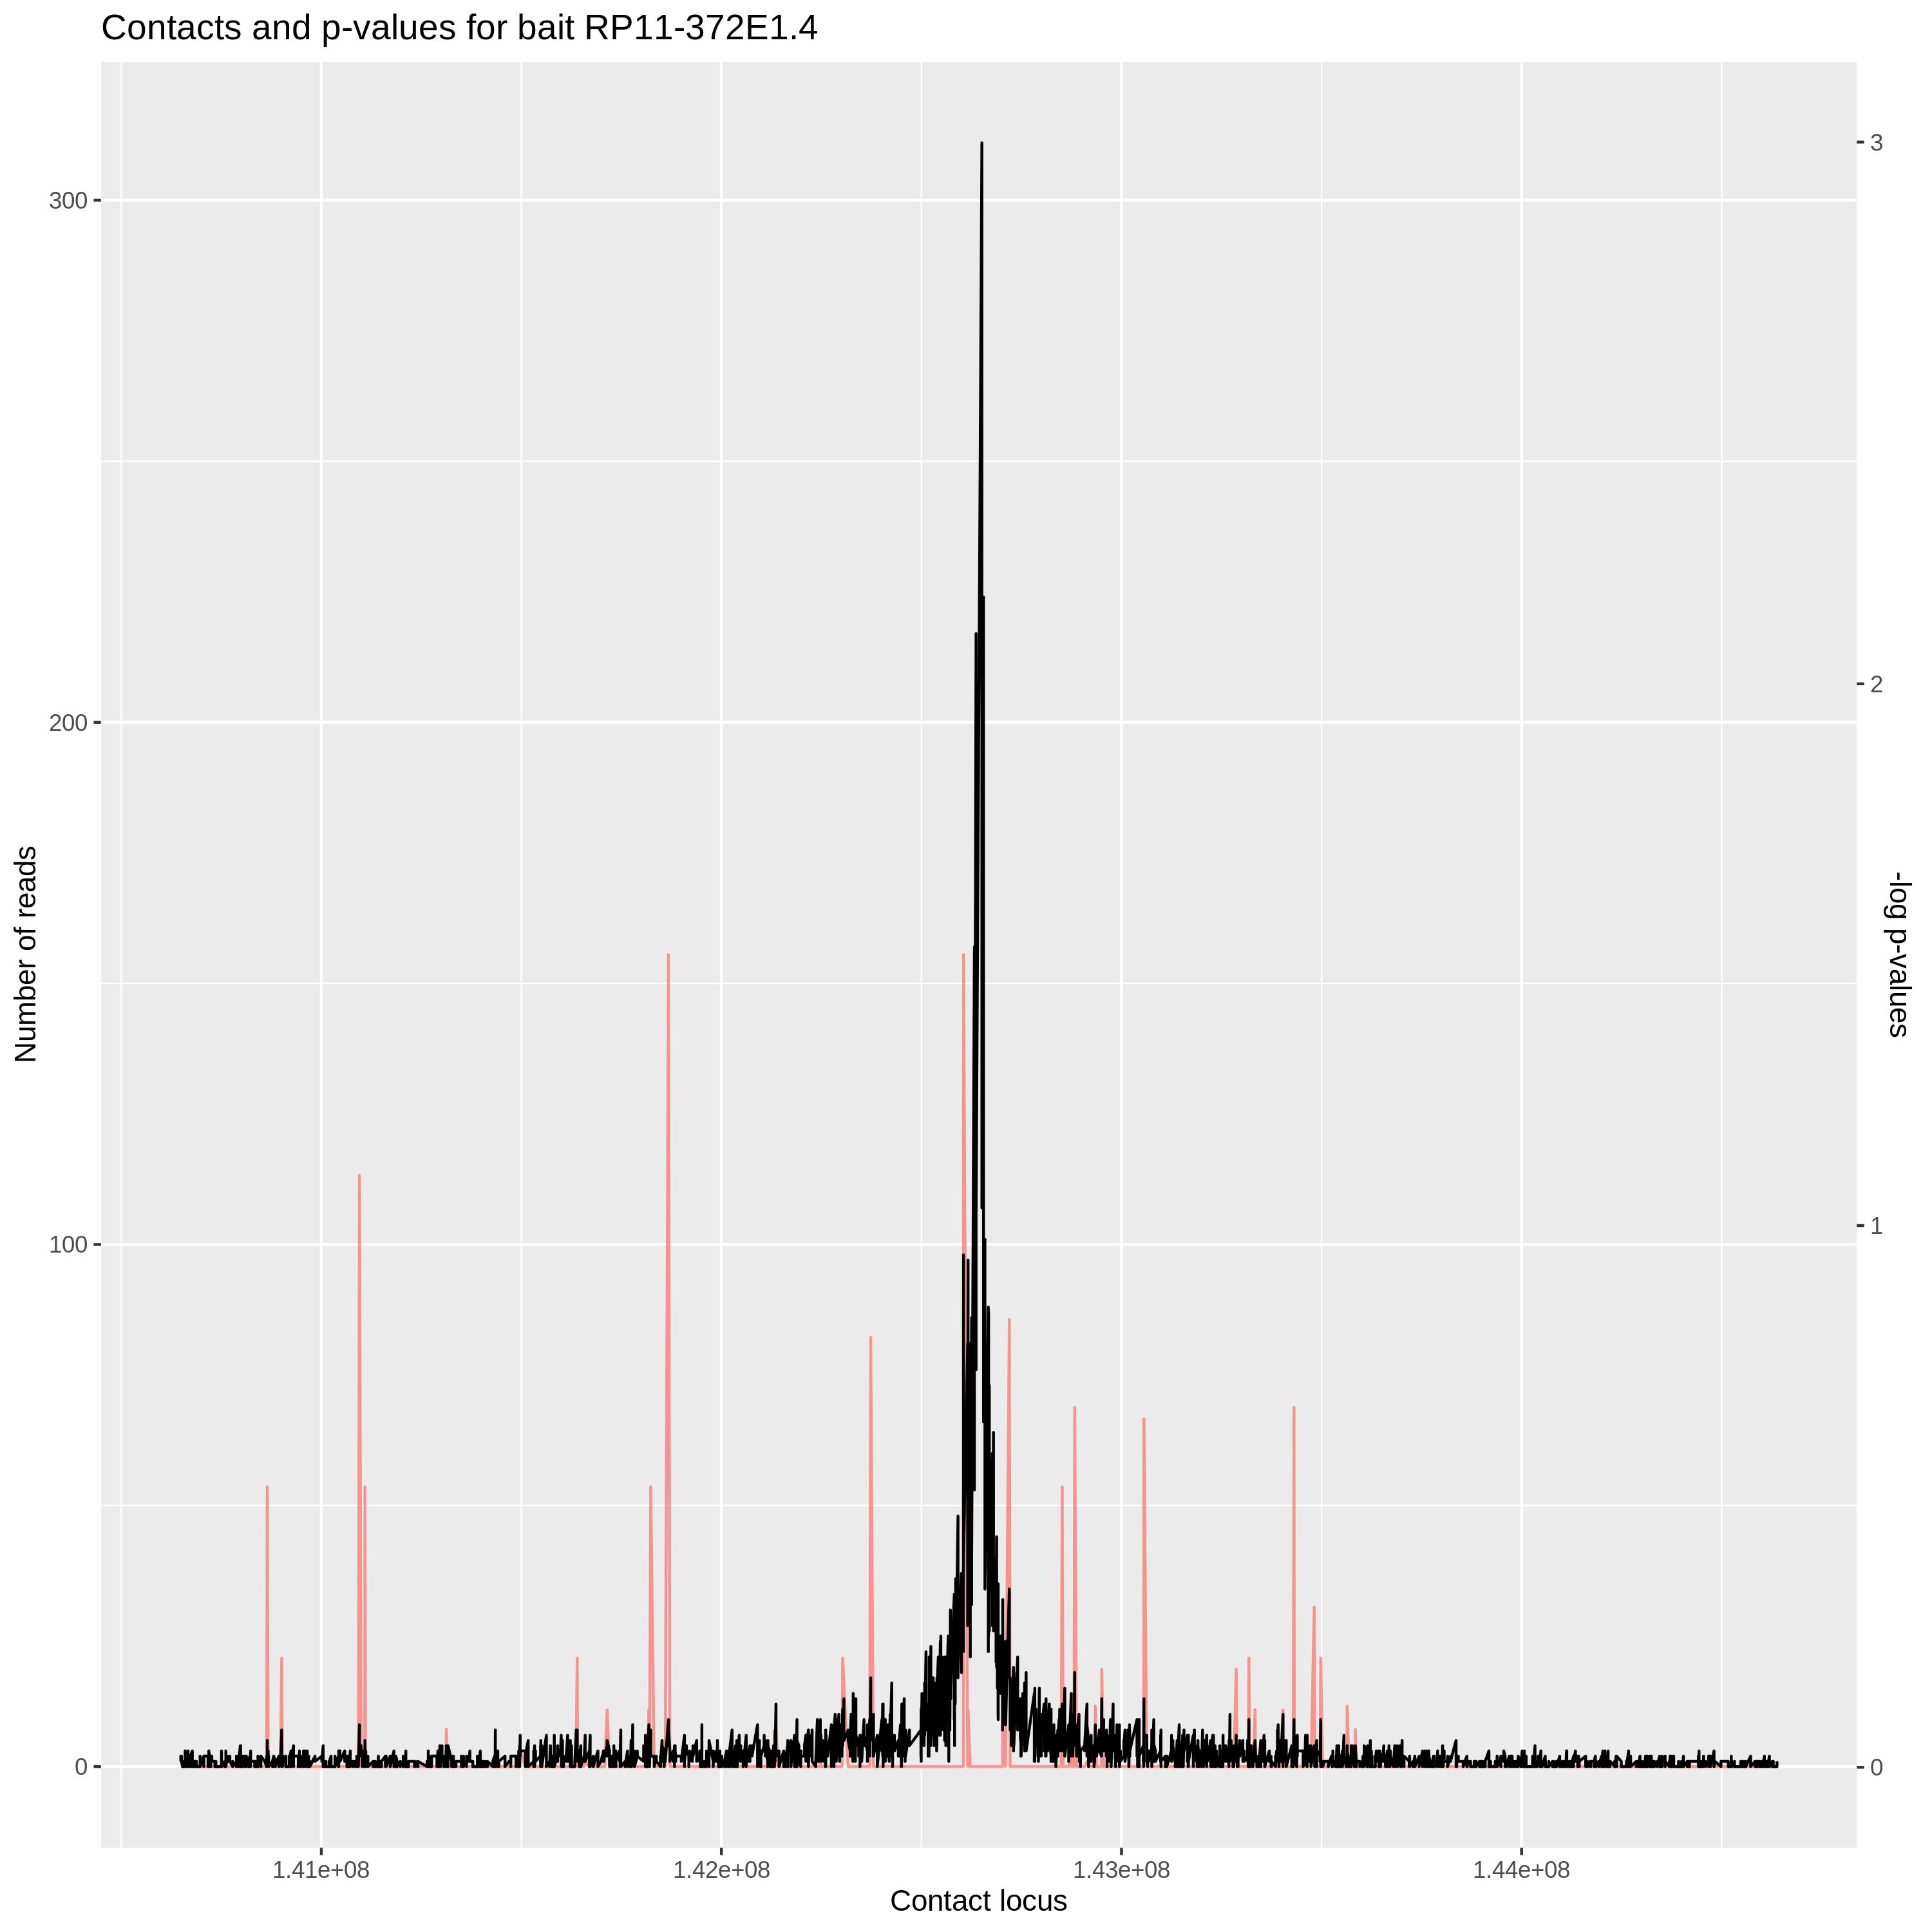 Contacts and p-values for bait RP11-372E1.4
300
200
100
0
Number of reads
3
2
1
0
-log p-values
1.41e+08 1.42e+08 1.43e+08 1.44e+08
Contact locus